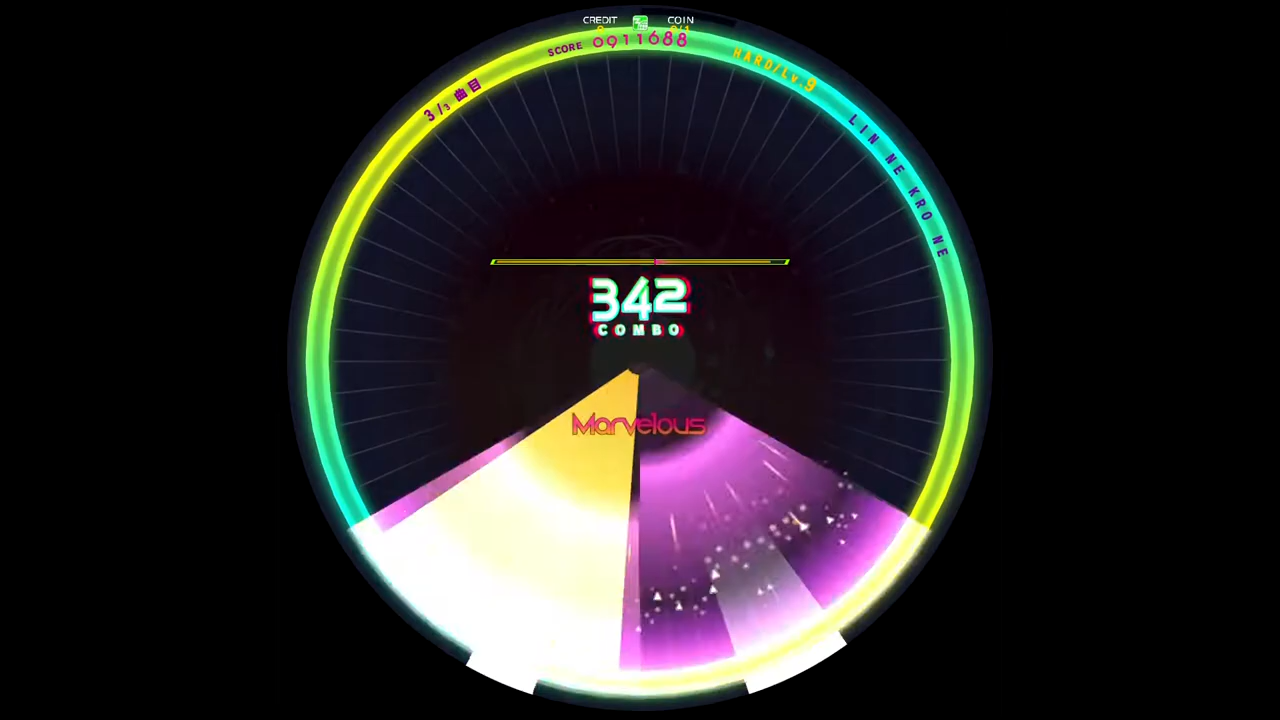 CREDIT
COIN
SCORE 0911688
HARD/Lv.9
3/3 曲目
LIN NE KRO NE
342
COMBO
Marvelous